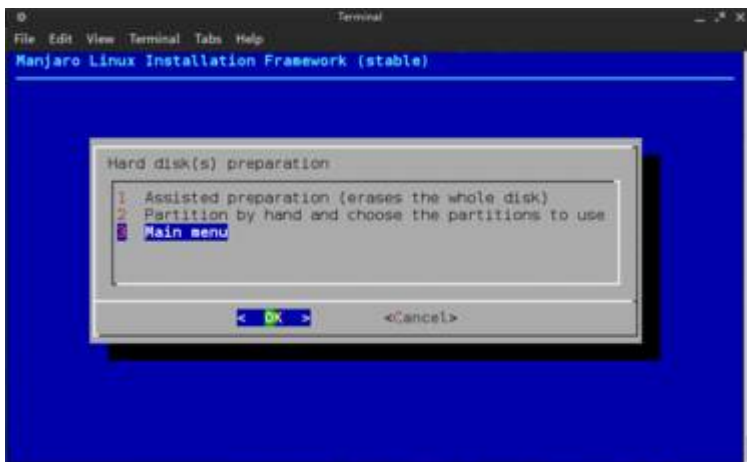 Terminal
File Edit View Terminal Tabs Help
Manjaro Linux Installation Framework (stable)
Hard disk(s) preparation
1 Assisted preparation (erases the whole disk)
2 Partition by hand and choose the partitions to use
3 Main menu
< OK > <Cancel>